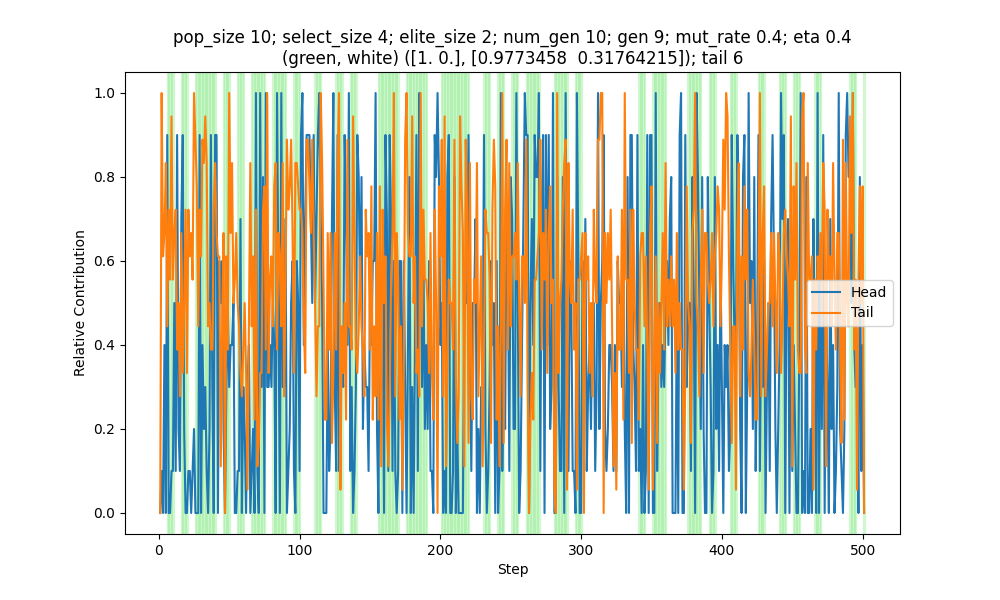 pop_size 10; select_size 4; elite_size 2; num_gen 10; gen 9; mut_rate 0.4; eta 0.4
(green, white) ([1. 0.], [0.9773458  0.31764215]); tail 6
1.0
0.8
0.6
0.4
0.2
0.0
Relative Contribution
Head
Tail
0
100
200
300
400
500
Step